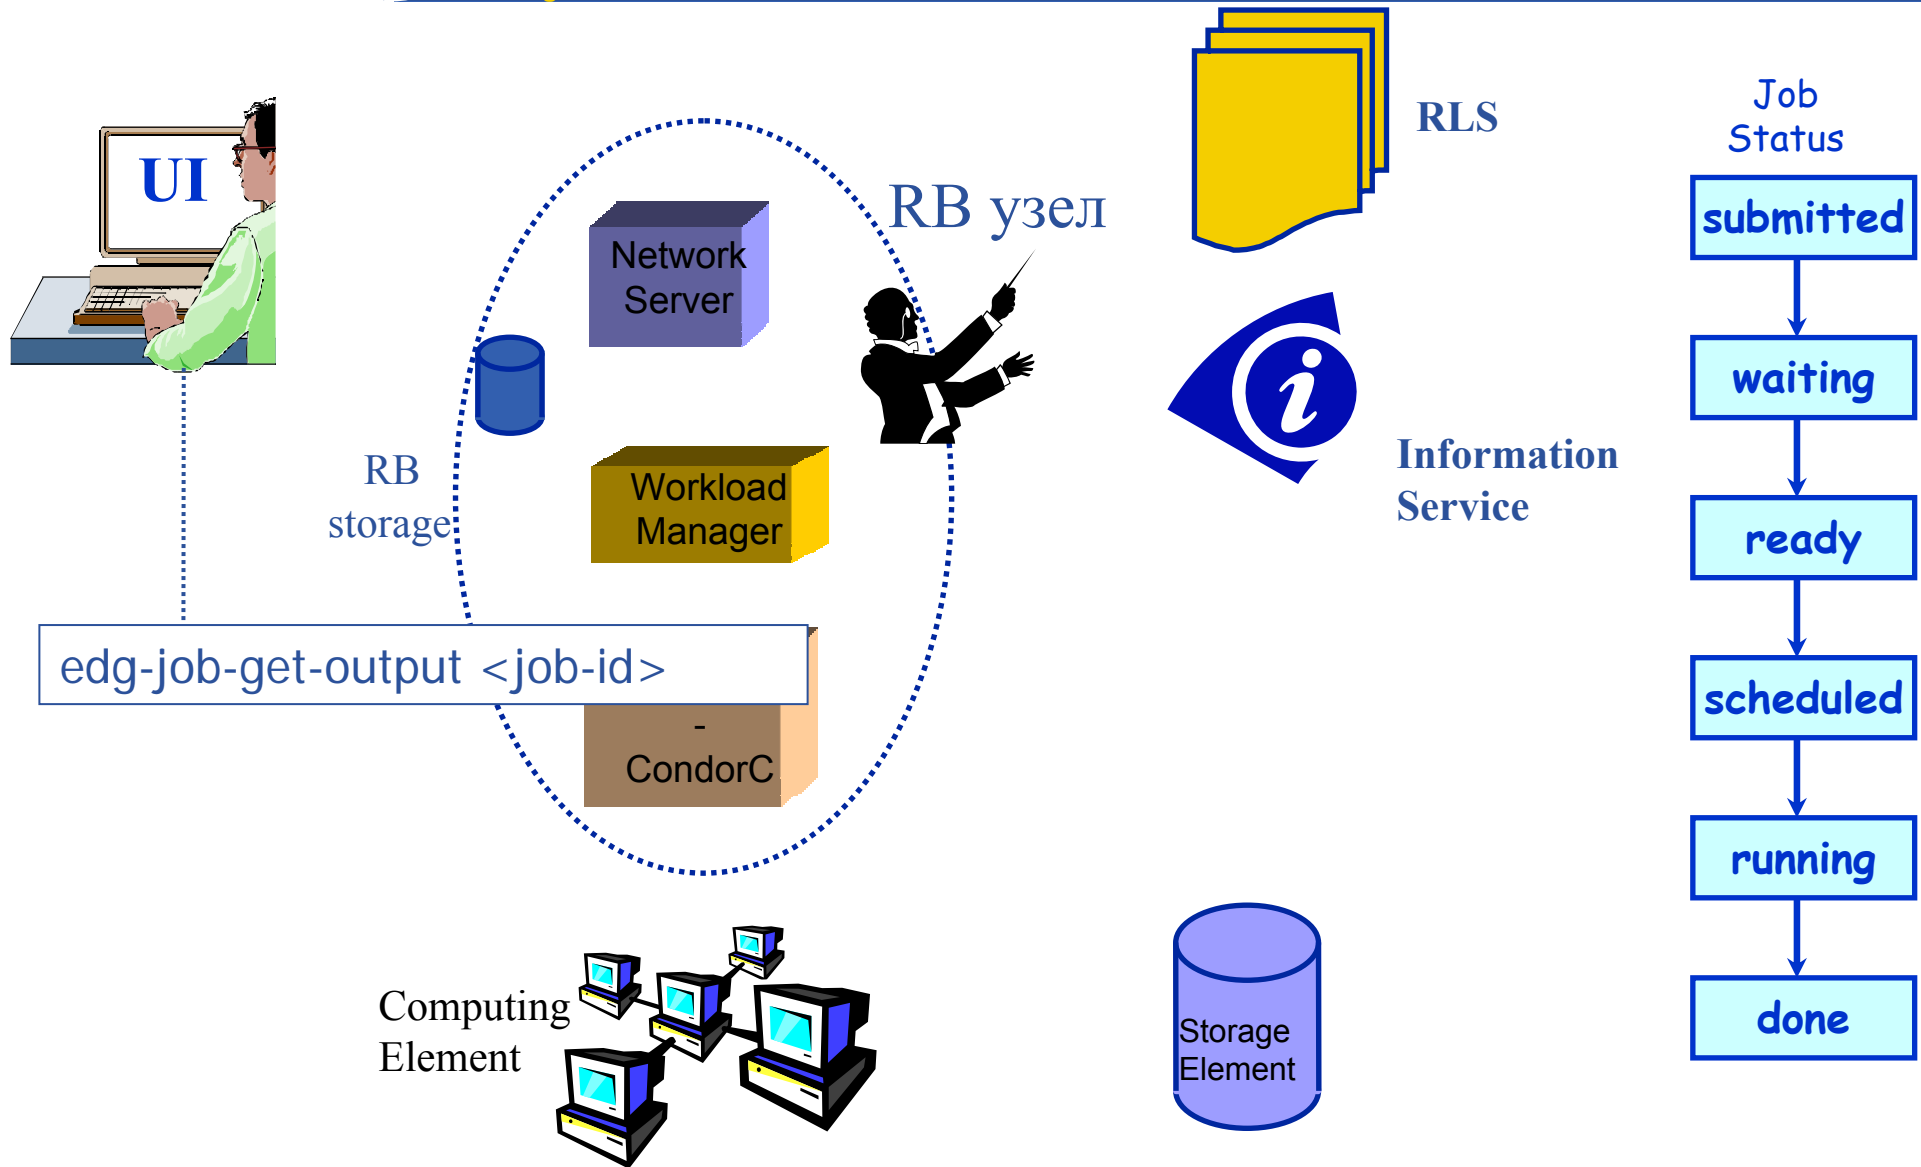 UI
RB узел
RLS
Network
Server
RB
storage
Workload
Manager
Information
Service
edg-job-get-output <job-id>
-
CondorC
Computing
Element
Storage
Element
Job
Status
submitted
waiting
ready
scheduled
running
done